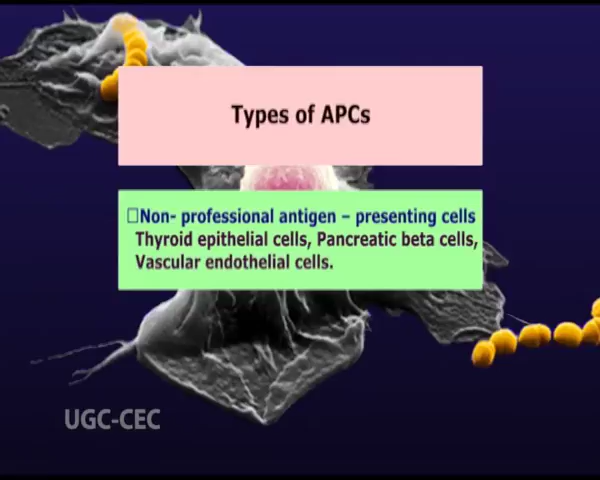 Types of APCs
□Non- professional antigen – presenting cells
Thyroid epithelial cells, Pancreatic beta cells,
Vascular endothelial cells.
UGC-CEC